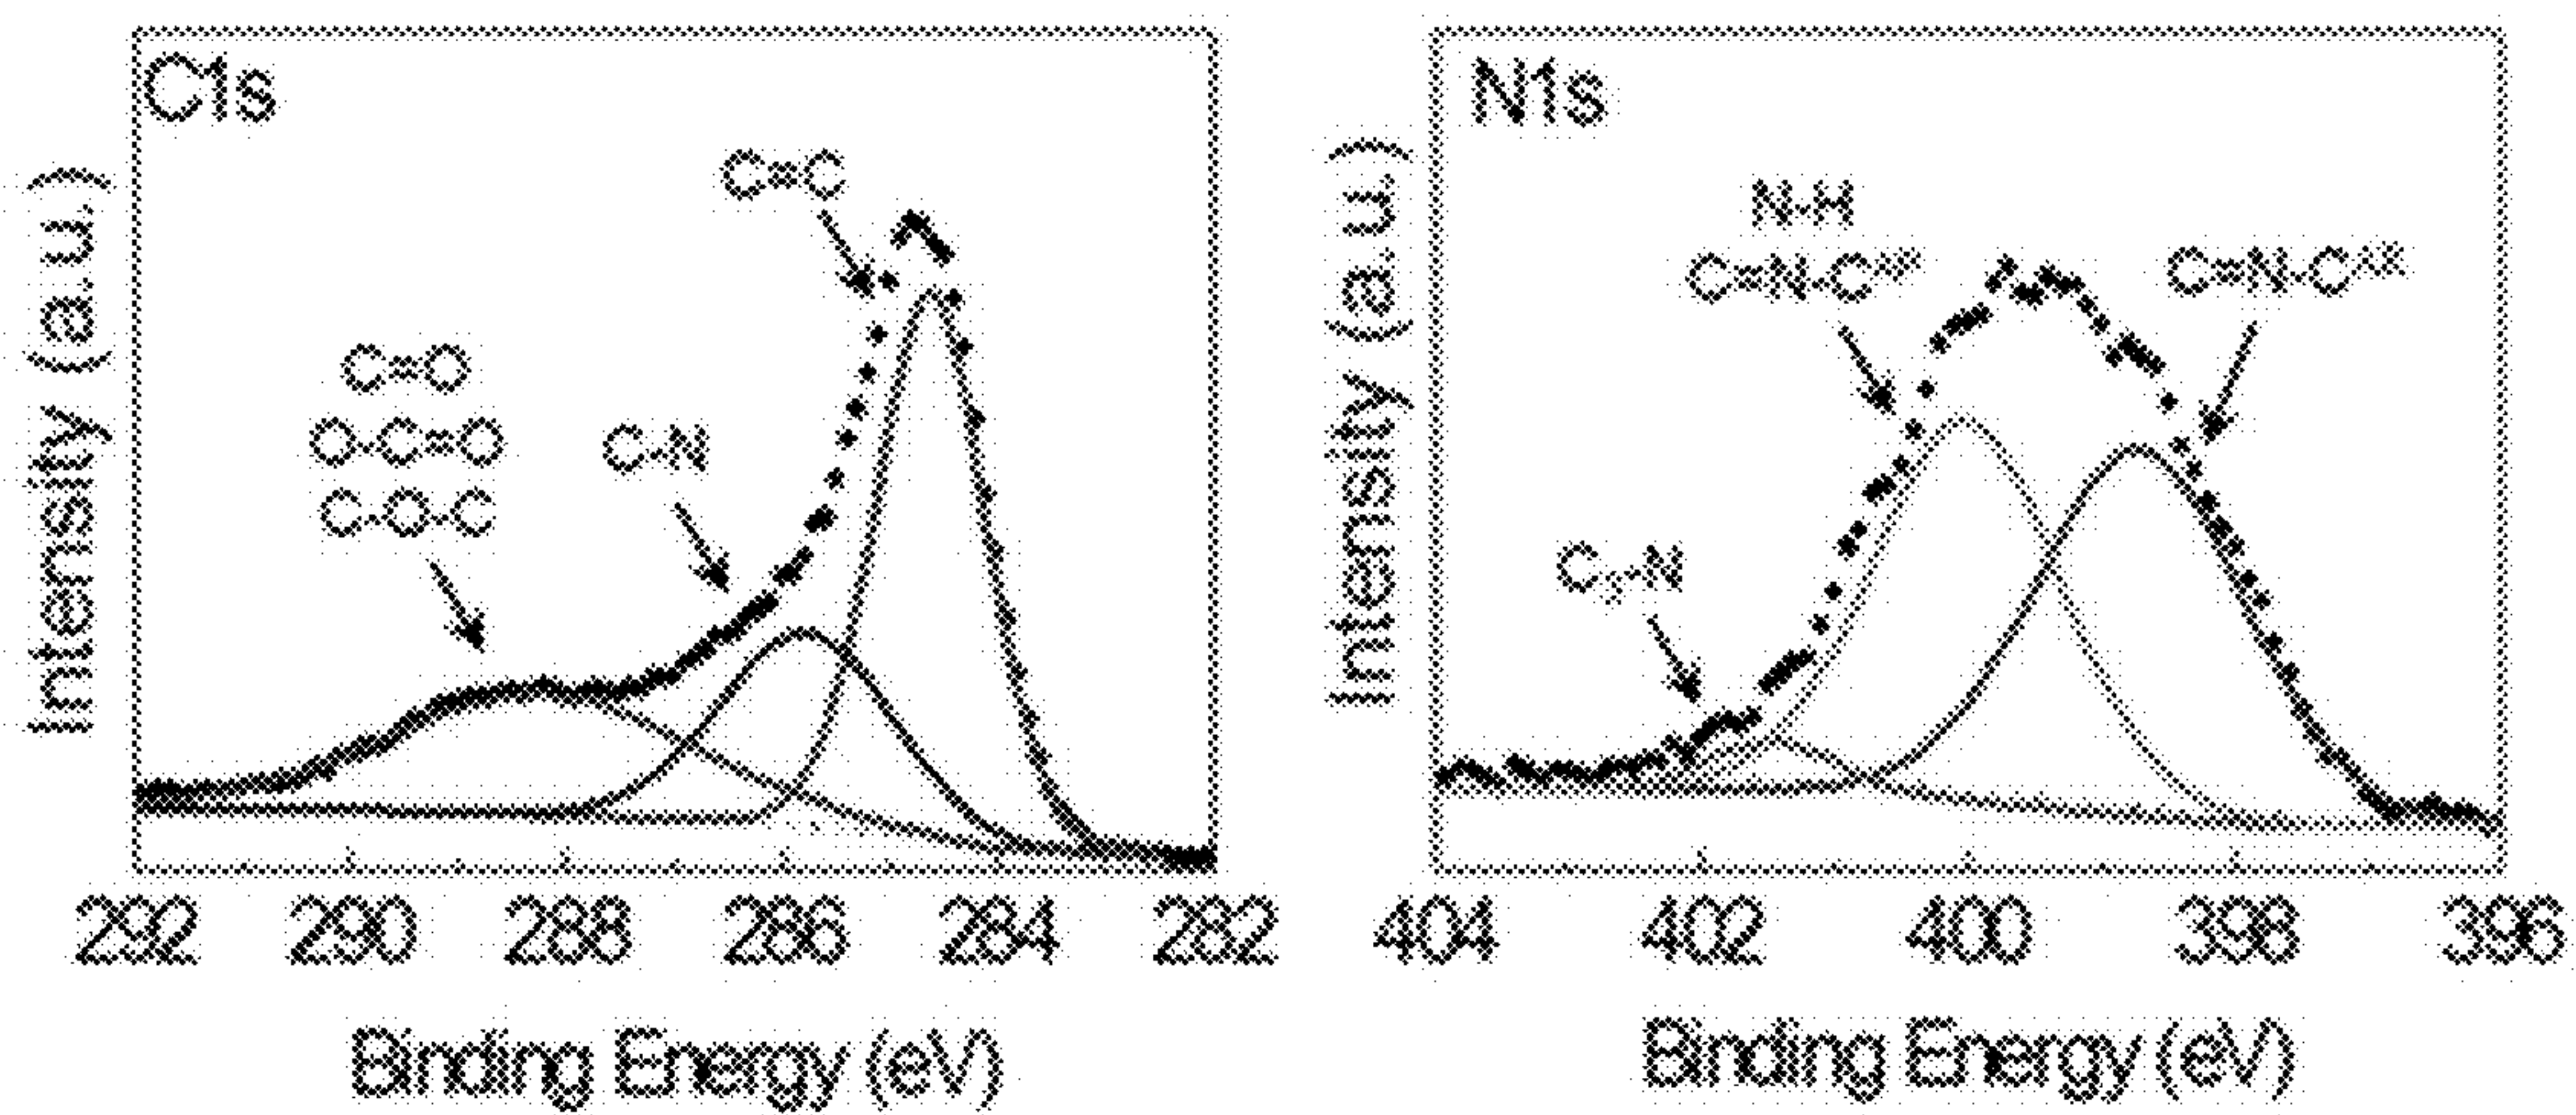 C1s
C=C
C=O
O-C=O
C-O-C
C-N
Intensity (a.u.)
292 290 288 286 284 282
Binding Energy (eV)
N1s
N-H
C=N-C
C=N-C
C₃-N
Intensity (a.u.)
404 402 400 398 396
Binding Energy (eV)